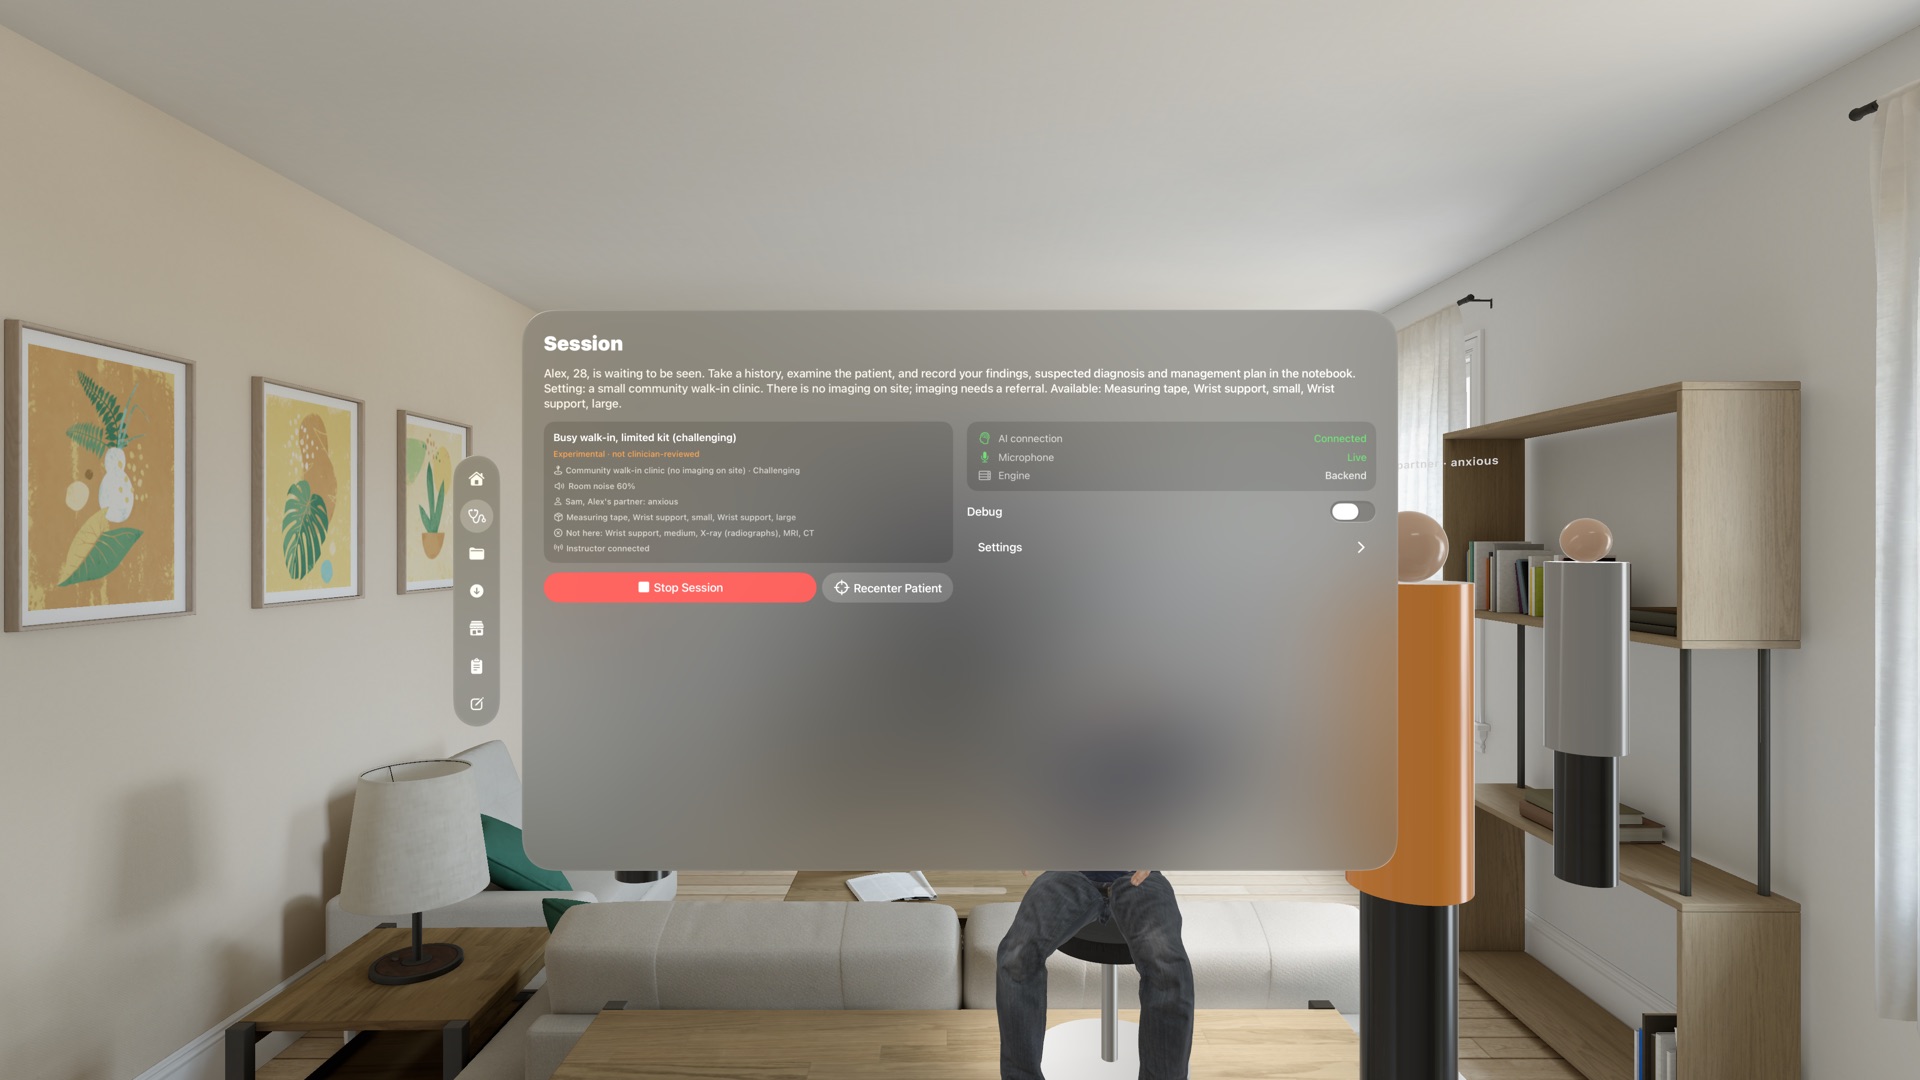 Session
Alex, 28, is waiting to be seen. Take a history, examine the patient, and record your findings, suspected diagnosis and management plan in the notebook.
Setting: a small community walk-in clinic. There is no imaging on site; imaging needs a referral. Available: Measuring tape, Wrist support, small, Wrist
support, large.
Busy walk-in, limited kit (challenging)
Experimental · not clinician-reviewed
Community walk-in clinic (no imaging on site) · Challenging
Room noise 60%
Sam, Alex's partner: anxious
Measuring tape, Wrist support, small, Wrist support, large
Not here: Wrist support, medium, X-ray (radiographs), MRI, CT
Instructor connected
Stop Session
Recenter Patient
AI connection Connected
Microphone Live
Engine Backend
Debug
Settings
partner · anxious